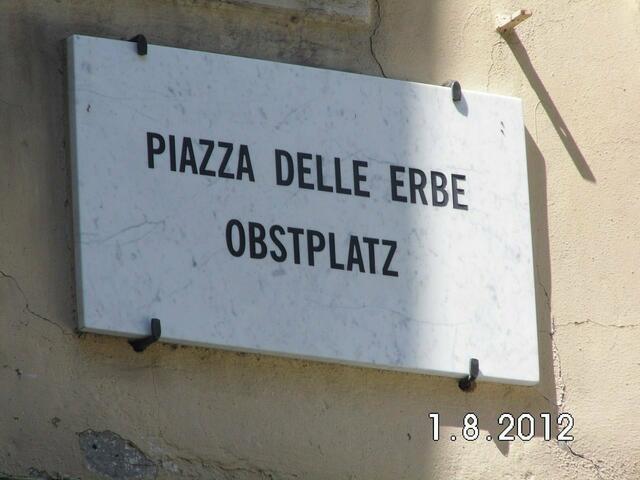 PIAZZA DELLE ERBE
OBSTPLATZ
1.8.2012